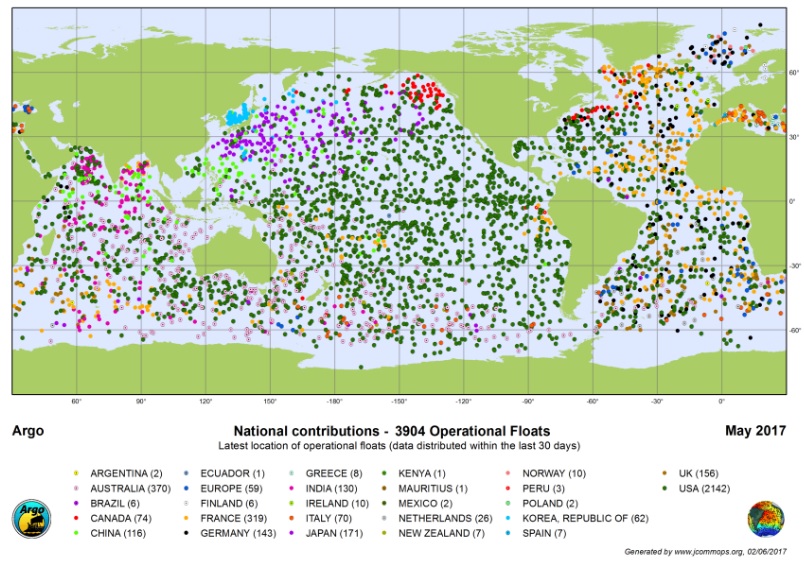 60°
30°
0°
-30°
-60°
60° 90° 120° 150° -180° -150° -120° -90° -60° -30° 0°
Argo National contributions - 3904 Operational Floats May 2017
Latest location of operational floats (data distributed within the last 30 days)
ARGENTINA (2) ECUADOR (1) GREECE (8) KENYA (1) NORWAY (10) UK (156)
AUSTRALIA (370) EUROPE (59) INDIA (130) MAURITIUS (1) PERU (3) USA (2142)
BRAZIL (6) FINLAND (6) IRELAND (10) MEXICO (2) POLAND (2)
CANADA (74) FRANCE (319) ITALY (70) NETHERLANDS (26) KOREA, REPUBLIC OF (62)
CHINA (116) GERMANY (143) JAPAN (171) NEW ZEALAND (7) SPAIN (7)
Argo
Generated by www.jcommops.org, 02/06/2017